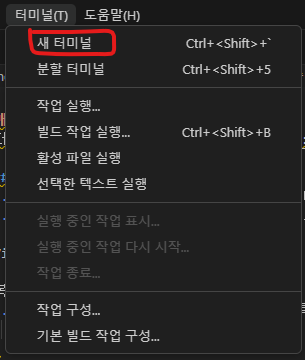 터미널(T) 도움말(H)
새 터미널 Ctrl+<Shift>+`
분할 터미널 Ctrl+<Shift>+5
작업 실행...
빌드 작업 실행... Ctrl+<Shift>+B
활성 파일 실행
선택한 텍스트 실행
실행 중인 작업 표시...
실행 중인 작업 다시 시작...
작업 종료...
작업 구성...
기본 빌드 작업 구성...